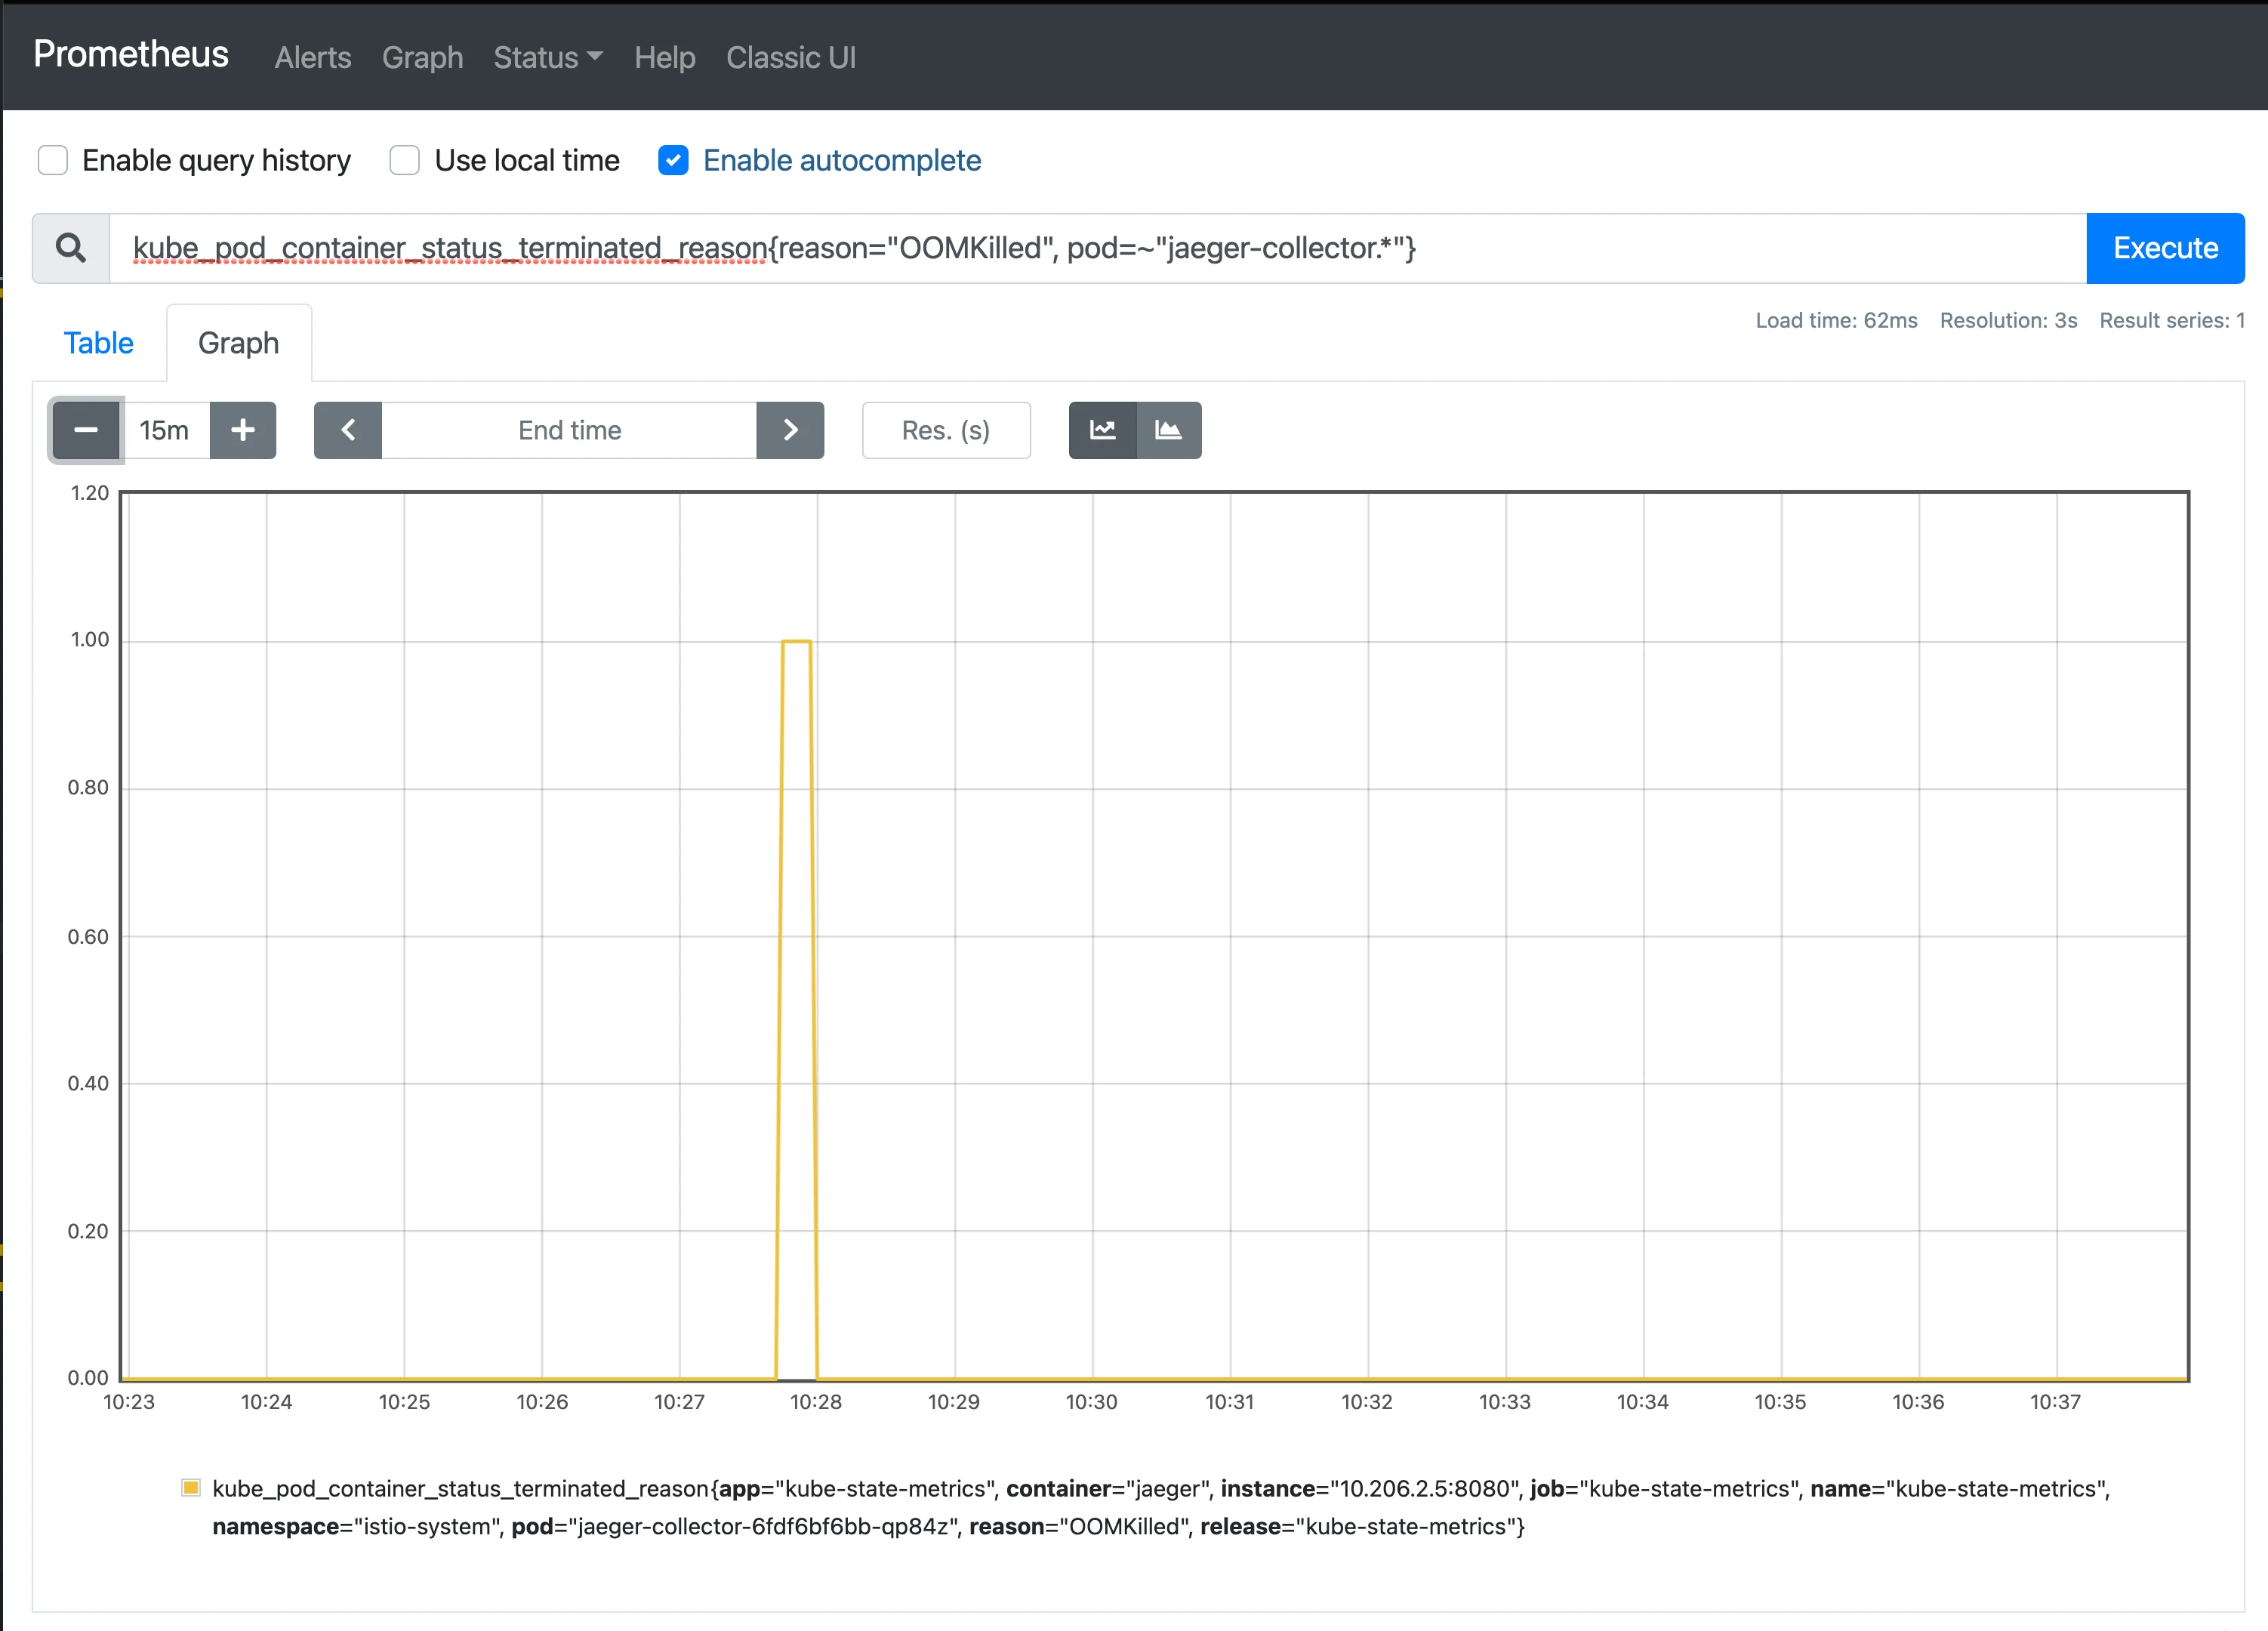 Prometheus Alerts Graph Status Help Classic UI
Enable query history Use local time Enable autocomplete
kube_pod_container_status_terminated_reason{reason="OOMKilled", pod=~"jaeger-collector.*"} Execute
Load time: 62ms Resolution: 3s Result series: 1
Table Graph
15m End time Res. (s)
1.20
1.00
0.80
0.60
0.40
0.20
0.00
10:23 10:24 10:25 10:26 10:27 10:28 10:29 10:30 10:31 10:32 10:33 10:34 10:35 10:36 10:37
kube_pod_container_status_terminated_reason{app="kube-state-metrics", container="jaeger", instance="10.206.2.5:8080", job="kube-state-metrics", name="kube-state-metrics",
namespace="istio-system", pod="jaeger-collector-6fdf6bf6bb-qp84z", reason="OOMKilled", release="kube-state-metrics"}